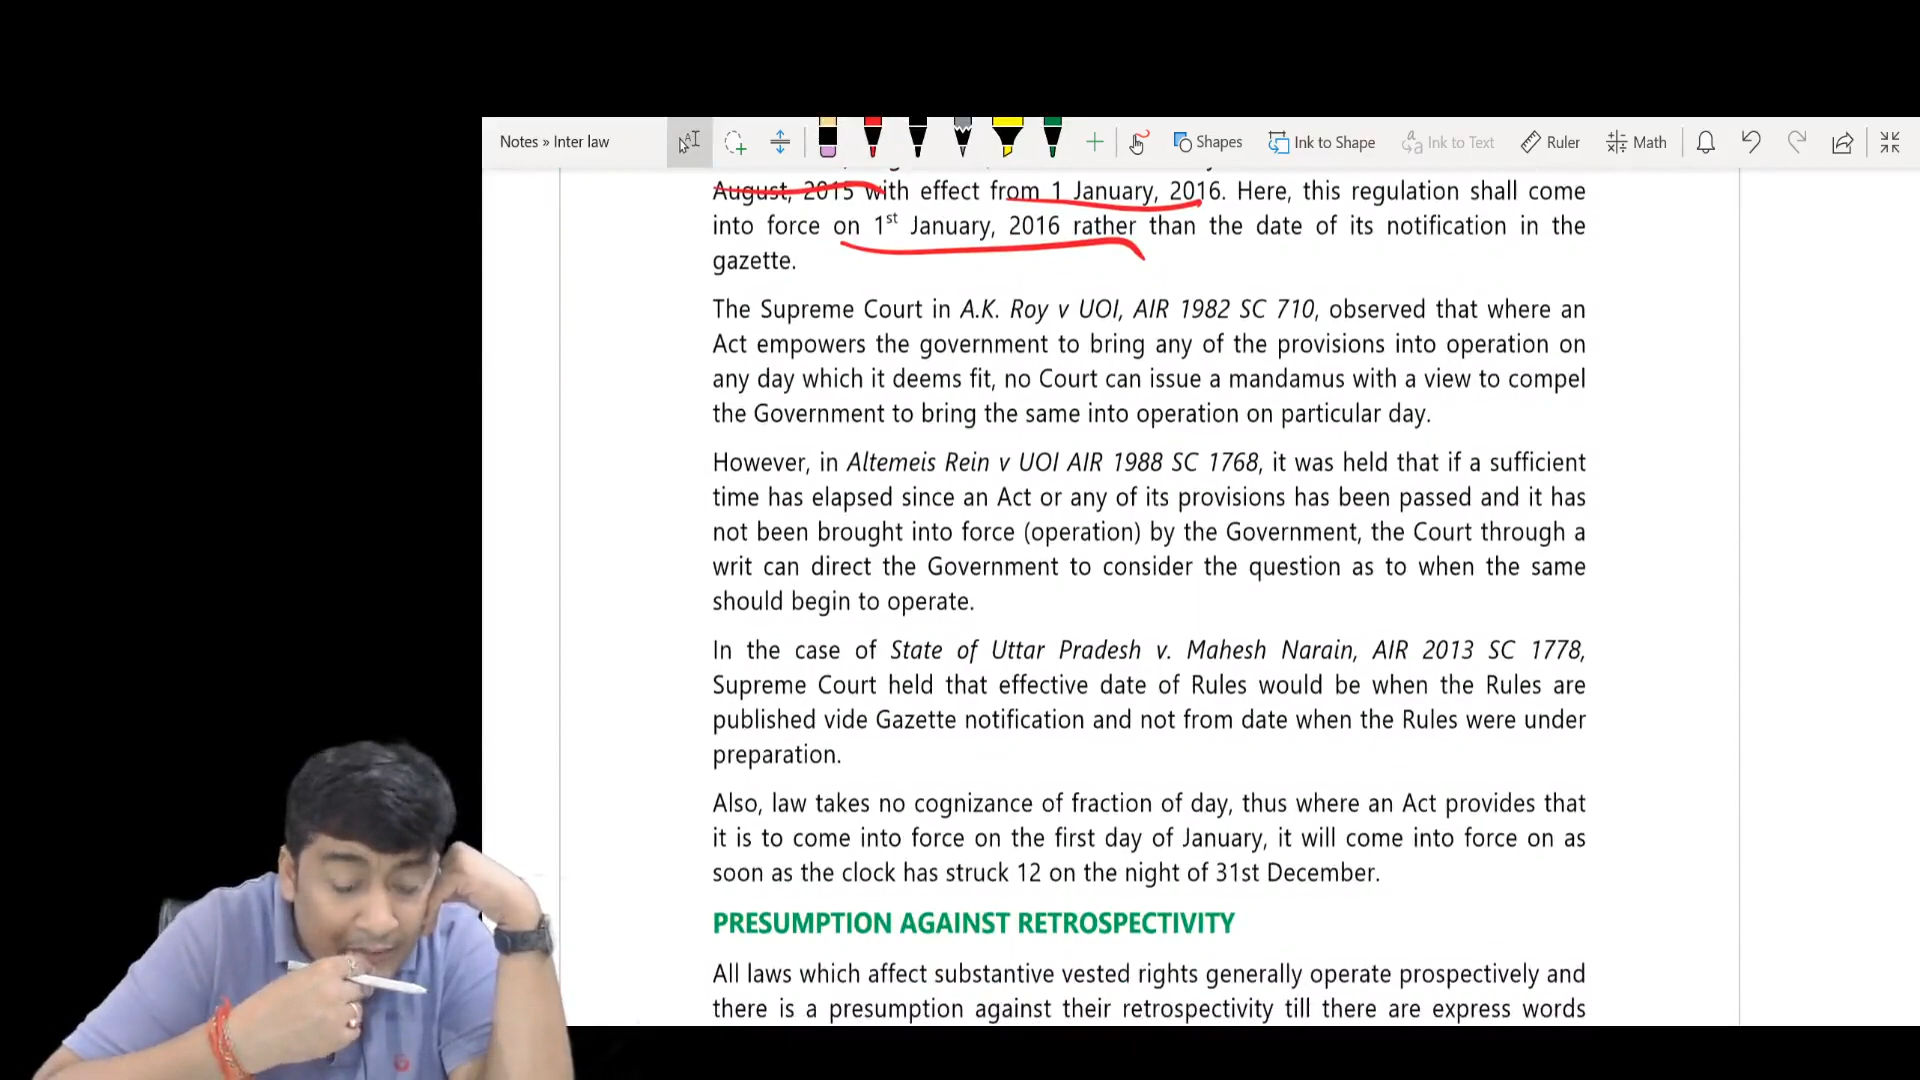 Notes » Inter law
Shapes
Ink to Shape
Ink to Text
Ruler
Math
August, 2015 with effect from 1 January, 2016. Here, this regulation shall come
into force on 1st January, 2016 rather than the date of its notification in the
gazette.
The Supreme Court in A.K. Roy v UOI, AIR 1982 SC 710, observed that where an
Act empowers the government to bring any of the provisions into operation on
any day which it deems fit, no Court can issue a mandamus with a view to compel
the Government to bring the same into operation on particular day.
However, in Altemeis Rein v UOI AIR 1988 SC 1768, it was held that if a sufficient
time has elapsed since an Act or any of its provisions has been passed and it has
not been brought into force (operation) by the Government, the Court through a
writ can direct the Government to consider the question as to when the same
should begin to operate.
In the case of State of Uttar Pradesh v. Mahesh Narain, AIR 2013 SC 1778,
Supreme Court held that effective date of Rules would be when the Rules are
published vide Gazette notification and not from date when the Rules were under
preparation.
Also, law takes no cognizance of fraction of day, thus where an Act provides that
it is to come into force on the first day of January, it will come into force on as
soon as the clock has struck 12 on the night of 31st December.
PRESUMPTION AGAINST RETROSPECTIVITY
All laws which affect substantive vested rights generally operate prospectively and
there is a presumption against their retrospectivity till there are express words